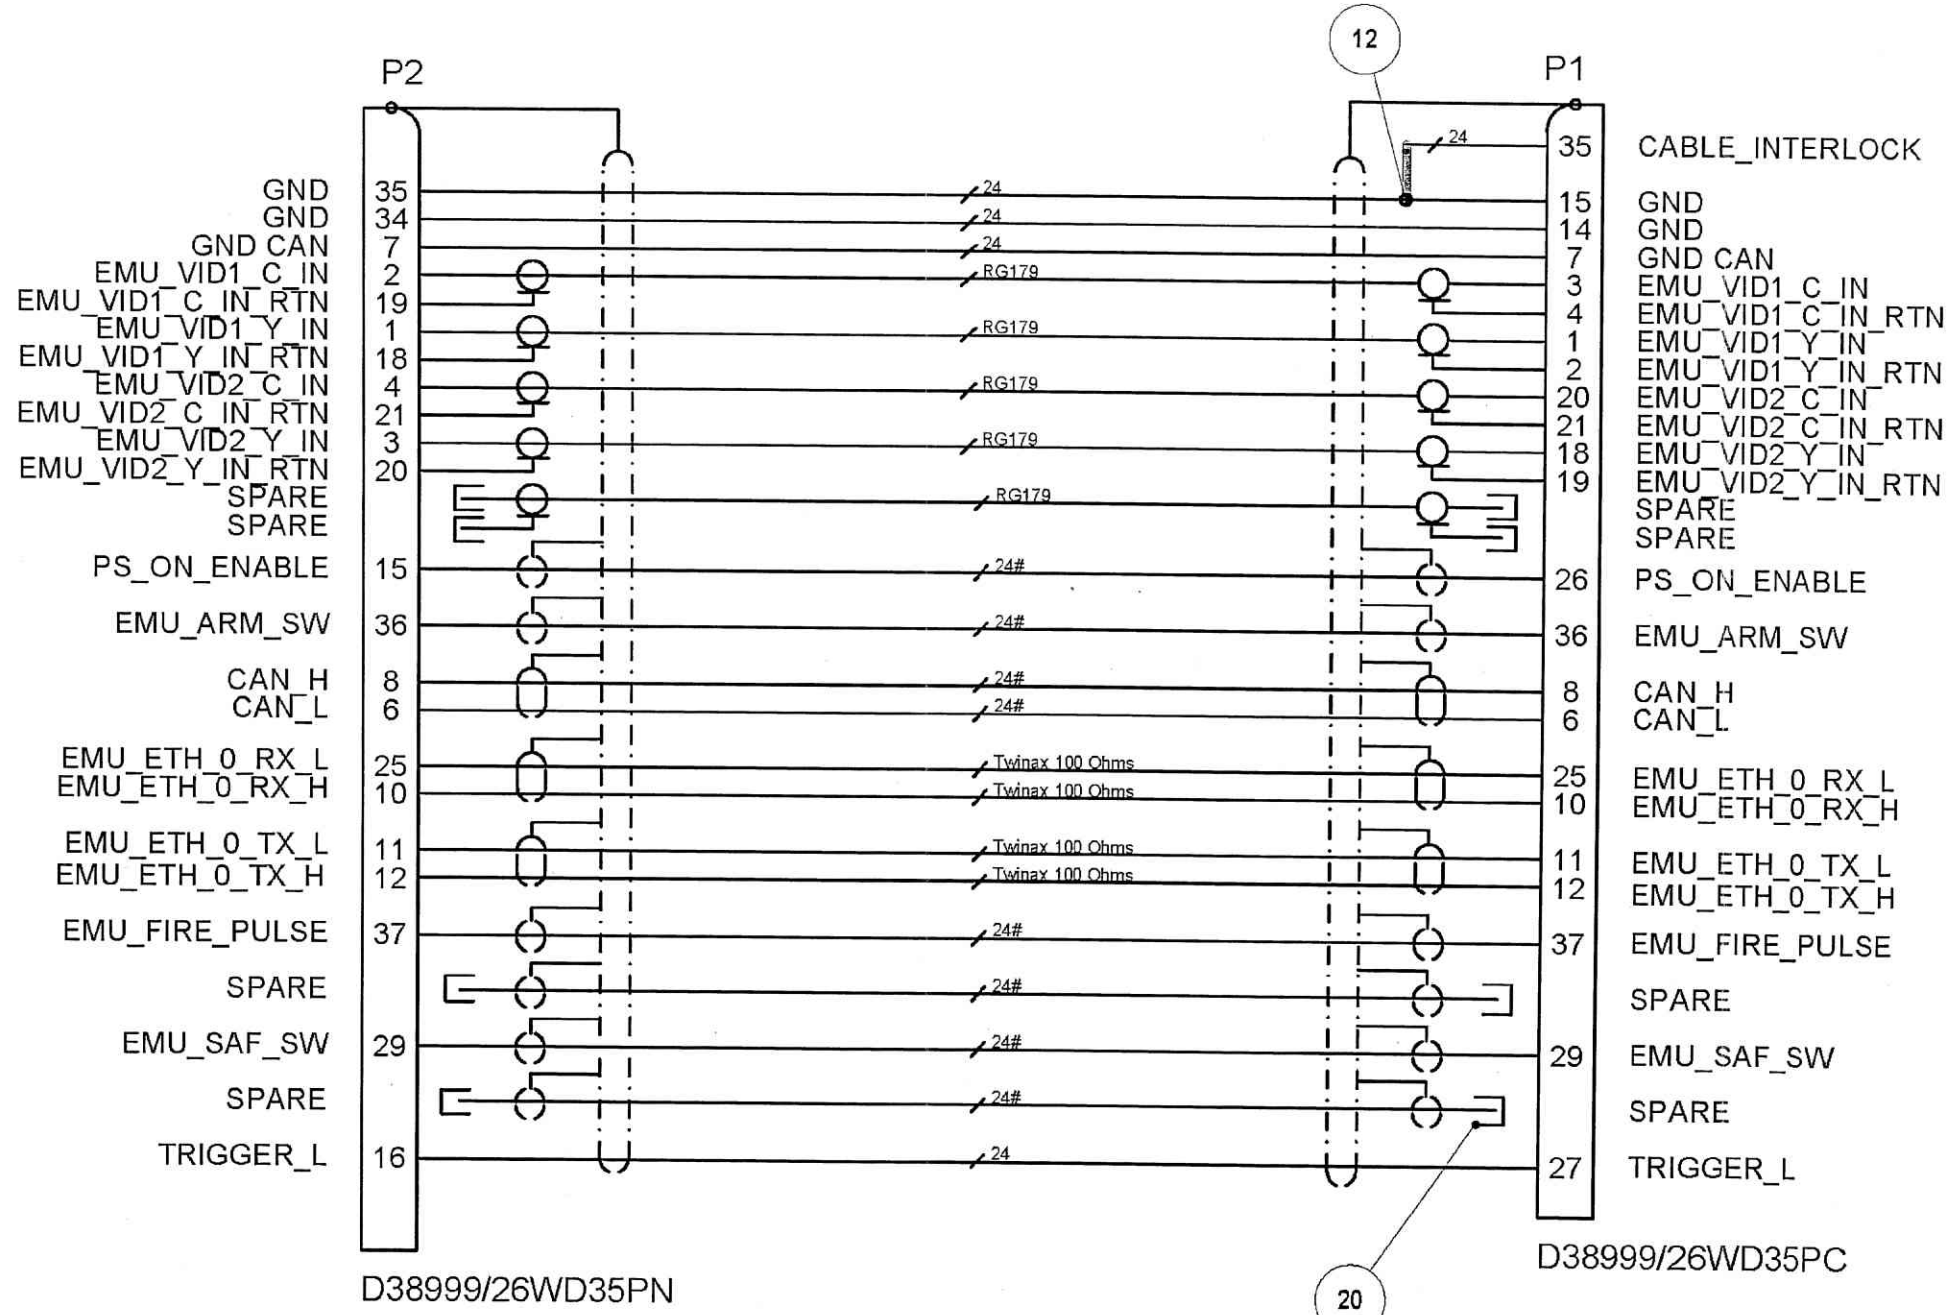 12
P2
P1
35 CABLE_INTERLOCK
24
GND 35 24 15 GND
GND 34 24 14 GND
GND CAN 7 24 7 GND CAN
EMU_VID1_C_IN 2 RG179 3 EMU_VID1_C_IN
EMU_VID1_C_IN_RTN 19 4 EMU_VID1_C_IN_RTN
EMU_VID1_Y_IN 1 RG179 1 EMU_VID1_Y_IN
EMU_VID1_Y_IN_RTN 18 2 EMU_VID1_Y_IN_RTN
EMU_VID2_C_IN 4 RG179 20 EMU_VID2_C_IN
EMU_VID2_C_IN_RTN 21 21 EMU_VID2_C_IN_RTN
EMU_VID2_Y_IN 3 RG179 18 EMU_VID2_Y_IN
EMU_VID2_Y_IN_RTN 20 19 EMU_VID2_Y_IN_RTN
SPARE RG179 SPARE
SPARE SPARE
PS_ON_ENABLE 15 24# 26 PS_ON_ENABLE
EMU_ARM_SW 36 24# 36 EMU_ARM_SW
CAN_H 8 24# 8 CAN_H
CAN_L 6 24# 6 CAN_L
EMU_ETH_0_RX_L 25 Twinax 100 Ohms 25 EMU_ETH_0_RX_L
EMU_ETH_0_RX_H 10 Twinax 100 Ohms 10 EMU_ETH_0_RX_H
EMU_ETH_0_TX_L 11 Twinax 100 Ohms 11 EMU_ETH_0_TX_L
EMU_ETH_0_TX_H 12 Twinax 100 Ohms 12 EMU_ETH_0_TX_H
EMU_FIRE_PULSE 37 24# 37 EMU_FIRE_PULSE
SPARE 24# SPARE
EMU_SAF_SW 29 24# 29 EMU_SAF_SW
SPARE 24# SPARE
TRIGGER_L 16 24 27 TRIGGER_L
D38999/26WD35PN
D38999/26WD35PC
20